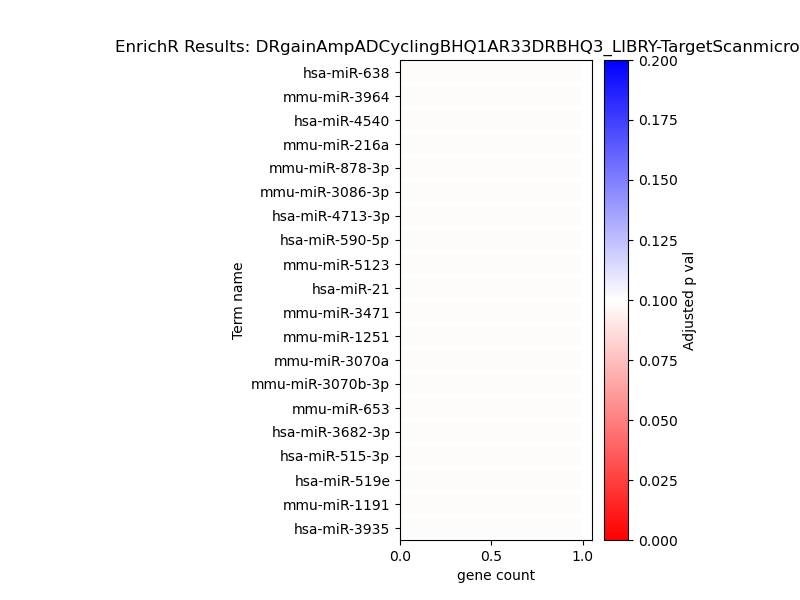 EnrichR Results: DRgainAmpADCyclingBHQ1AR33DRBHQ3_LIBRY-TargetScanmicro
hsa-miR-638
mmu-miR-3964
hsa-miR-4540
mmu-miR-216a
mmu-miR-878-3p
mmu-miR-3086-3p
hsa-miR-4713-3p
hsa-miR-590-5p
mmu-miR-5123
hsa-miR-21
mmu-miR-3471
mmu-miR-1251
mmu-miR-3070a
mmu-miR-3070b-3p
mmu-miR-653
hsa-miR-3682-3p
hsa-miR-515-3p
hsa-miR-519e
mmu-miR-1191
hsa-miR-3935
Term name
0.0 0.5 1.0
gene count
0.200
0.175
0.150
0.125
0.100
0.075
0.050
0.025
0.000
Adjusted p val